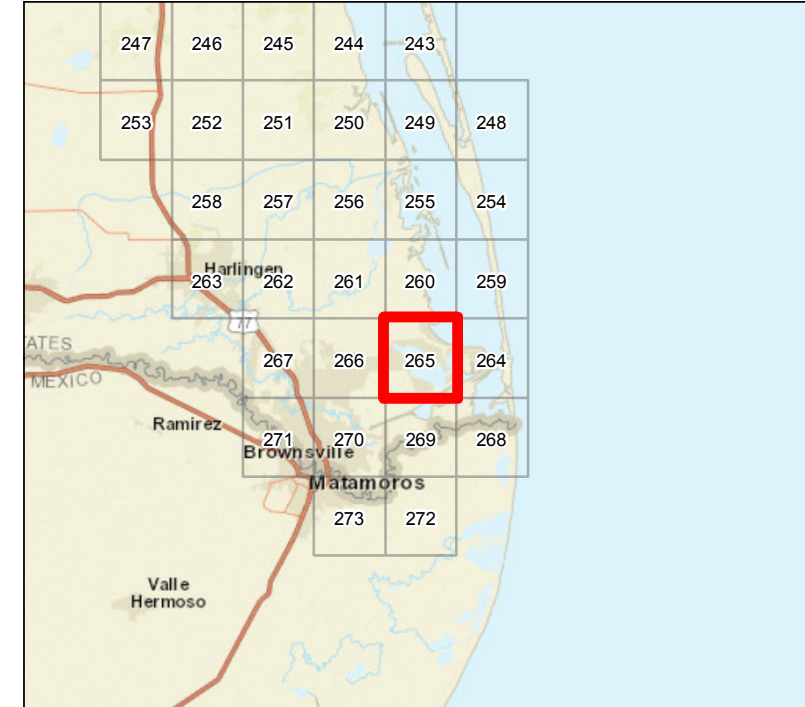 247 246 245 244 243
253 252 251 250 249 248
258 257 256 255 254
Harlingen
263 262 261 260 259
77
ATES
267 266 265 264
MEXICO
Ramirez
271 270 269 268
Brownsville
Matamoros
273 272
Valle
Hermoso